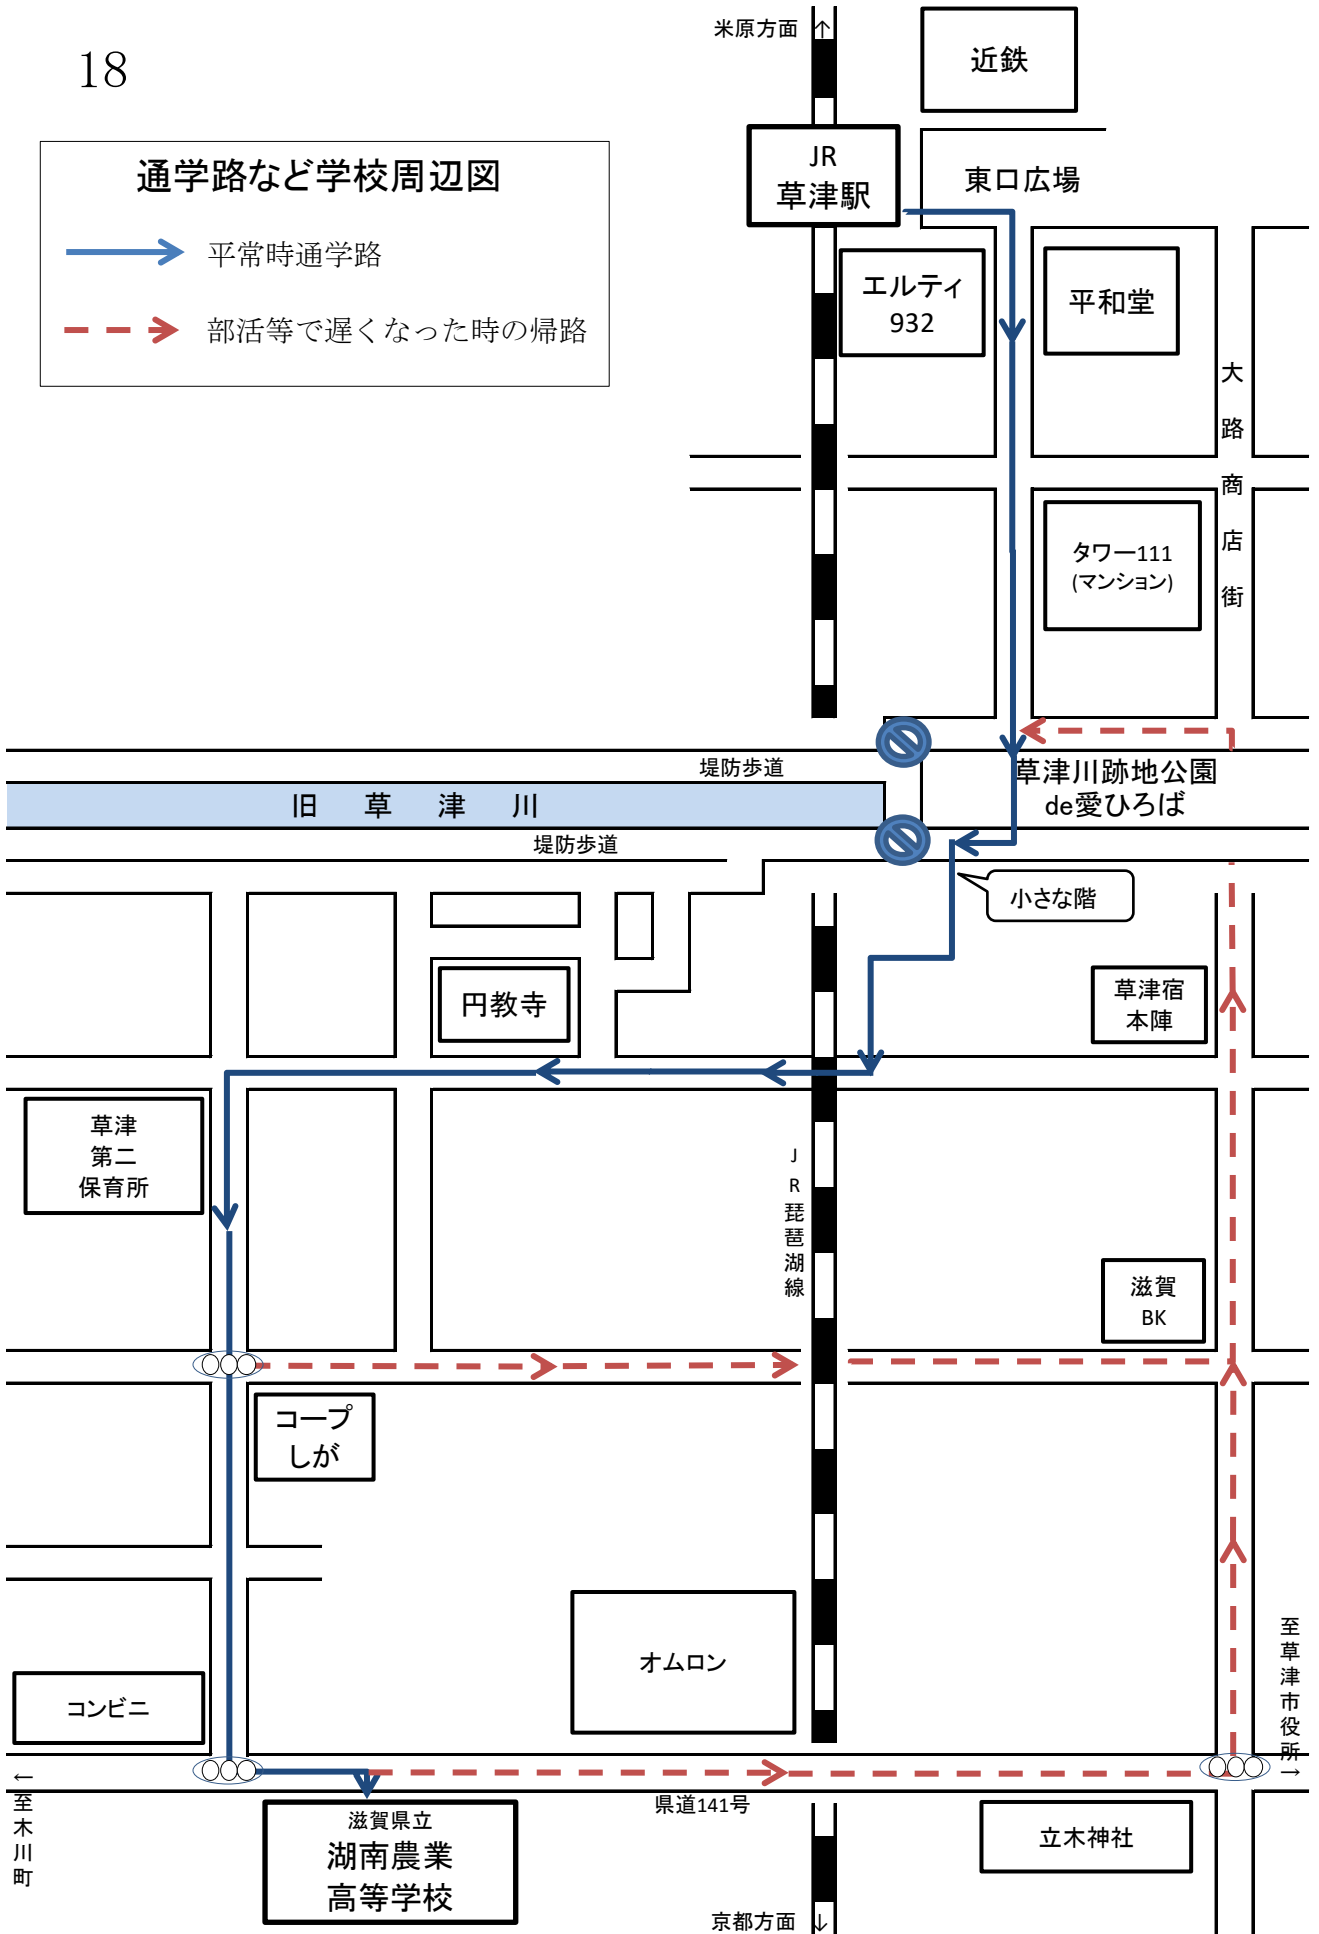 18
通学路など学校周辺図
平常時通学路
部活等で遅くなった時の帰路
米原方面 ↑
近鉄
JR
草津駅
東口広場
エルティ
932
平和堂
大路商店街
タワー111
(マンション)
堤防歩道
草津川跡地公園
de愛ひろば
旧草津川
堤防歩道
小さな階
草津宿
本陣
円教寺
草津
第二
保育所
JR琵琶湖線
滋賀
BK
コープ
しが
オムロン
コンビニ
至草津市役所→
←至木川町
県道141号
滋賀県立
湖南農業
高等学校
立木神社
京都方面 ↓